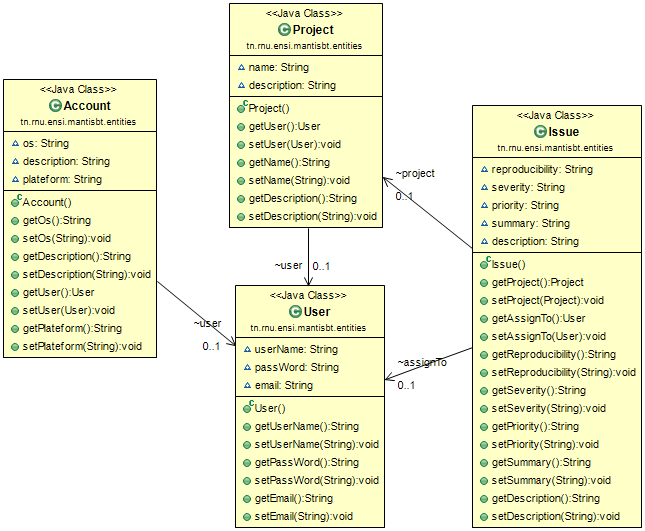 <<Java Class>>
Project
tn.rnu.ensi.mantisbt.entities
name: String
description: String
Project()
getUser():User
setUser(User):void
getName():String
setName(String):void
getDescription():String
setDescription(String):void
<<Java Class>>
Account
tn.rnu.ensi.mantisbt.entities
os: String
description: String
plateform: String
Account()
getOs():String
setOs(String):void
getDescription():String
setDescription(String):void
getUser():User
setUser(User):void
getPlateform():String
setPlateform(String):void
<<Java Class>>
Issue
tn.rnu.ensi.mantisbt.entities
reproducibility: String
severity: String
priority: String
summary: String
description: String
Issue()
getProject():Project
setProject(Project):void
getAssignTo():User
setAssignTo(User):void
getReproducibility():String
setReproducibility(String):void
getSeverity():String
setSeverity(String):void
getPriority():String
setPriority(String):void
getSummary():String
setSummary(String):void
getDescription():String
setDescription(String):void
~project
0..1
~user
0..1
~user
0..1
~assignTo
0..1
<<Java Class>>
User
tn.rnu.ensi.mantisbt.entities
userName: String
passWord: String
email: String
User()
getUserName():String
setUserName(String):void
getPassWord():String
setPassWord(String):void
getEmail():String
setEmail(String):void